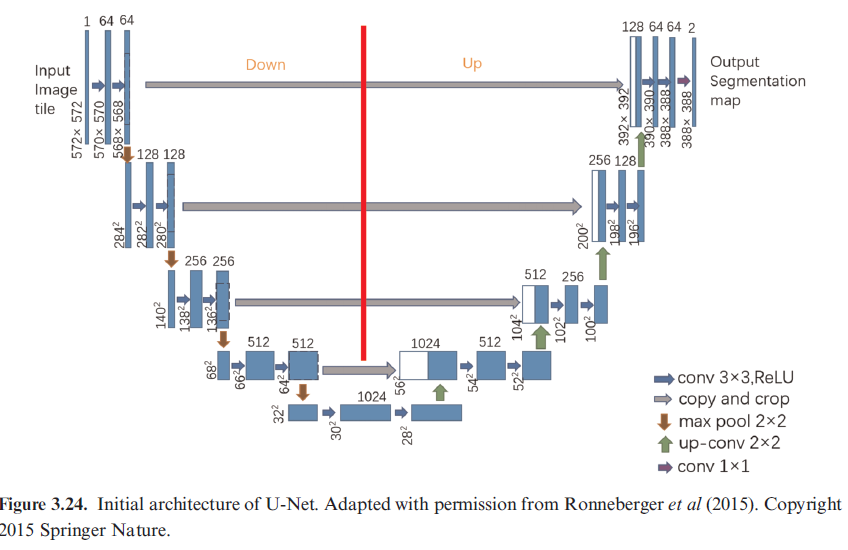 1 64 64
Down
Up
128 64 64 2
Input
Image
tile
Output
Segmentation
map
572× 572
570× 570
568× 568
392× 392
390× 390
388× 388
388× 388
128 128
256 128
284²
282²
280²
200²
198²
196²
256 256
512
256
140²
138²
136²
104²
102²
100²
512
512
1024
512
68²
66²
64²
56²
54²
52²
1024
32²
30²
28²
conv 3×3,ReLU
copy and crop
max pool 2×2
up-conv 2×2
conv 1×1
Figure 3.24. Initial architecture of U-Net. Adapted with permission from Ronneberger et al (2015). Copyright
2015 Springer Nature.